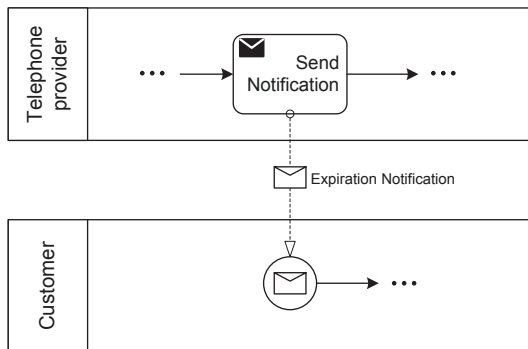 Telephone
provider
•••
Send
Notification
•••
Expiration Notification
Customer
•••